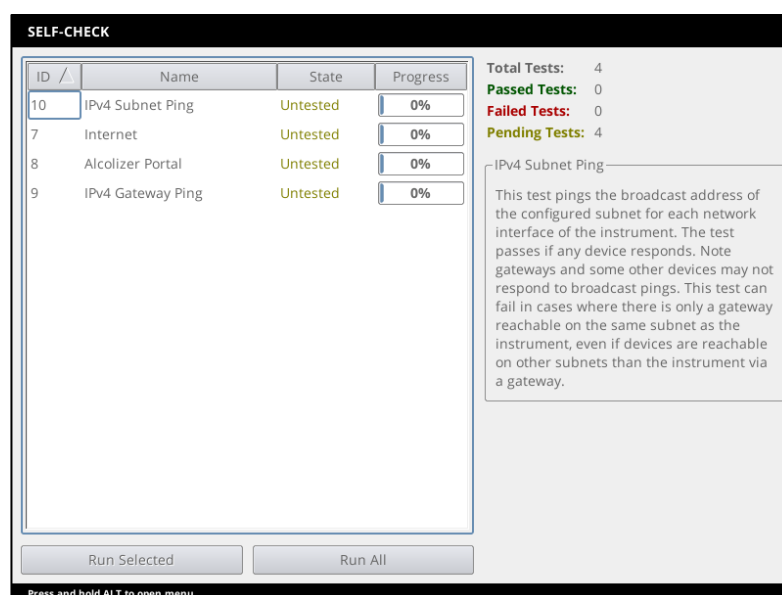 SELF-CHECK
ID Name State Progress
10 IPv4 Subnet Ping Untested 0%
7 Internet Untested 0%
8 Alcolizer Portal Untested 0%
9 IPv4 Gateway Ping Untested 0%
Run Selected Run All
Total Tests: 4
Passed Tests: 0
Failed Tests: 0
Pending Tests: 4
IPv4 Subnet Ping
This test pings the broadcast address of
the configured subnet for each network
interface of the instrument. The test
passes if any device responds. Note
gateways and some other devices may not
respond to broadcast pings. This test can
fail in cases where there is only a gateway
reachable on the same subnet as the
instrument, even if devices are reachable
on other subnets than the instrument via
a gateway.
Press and hold ALT to open menu